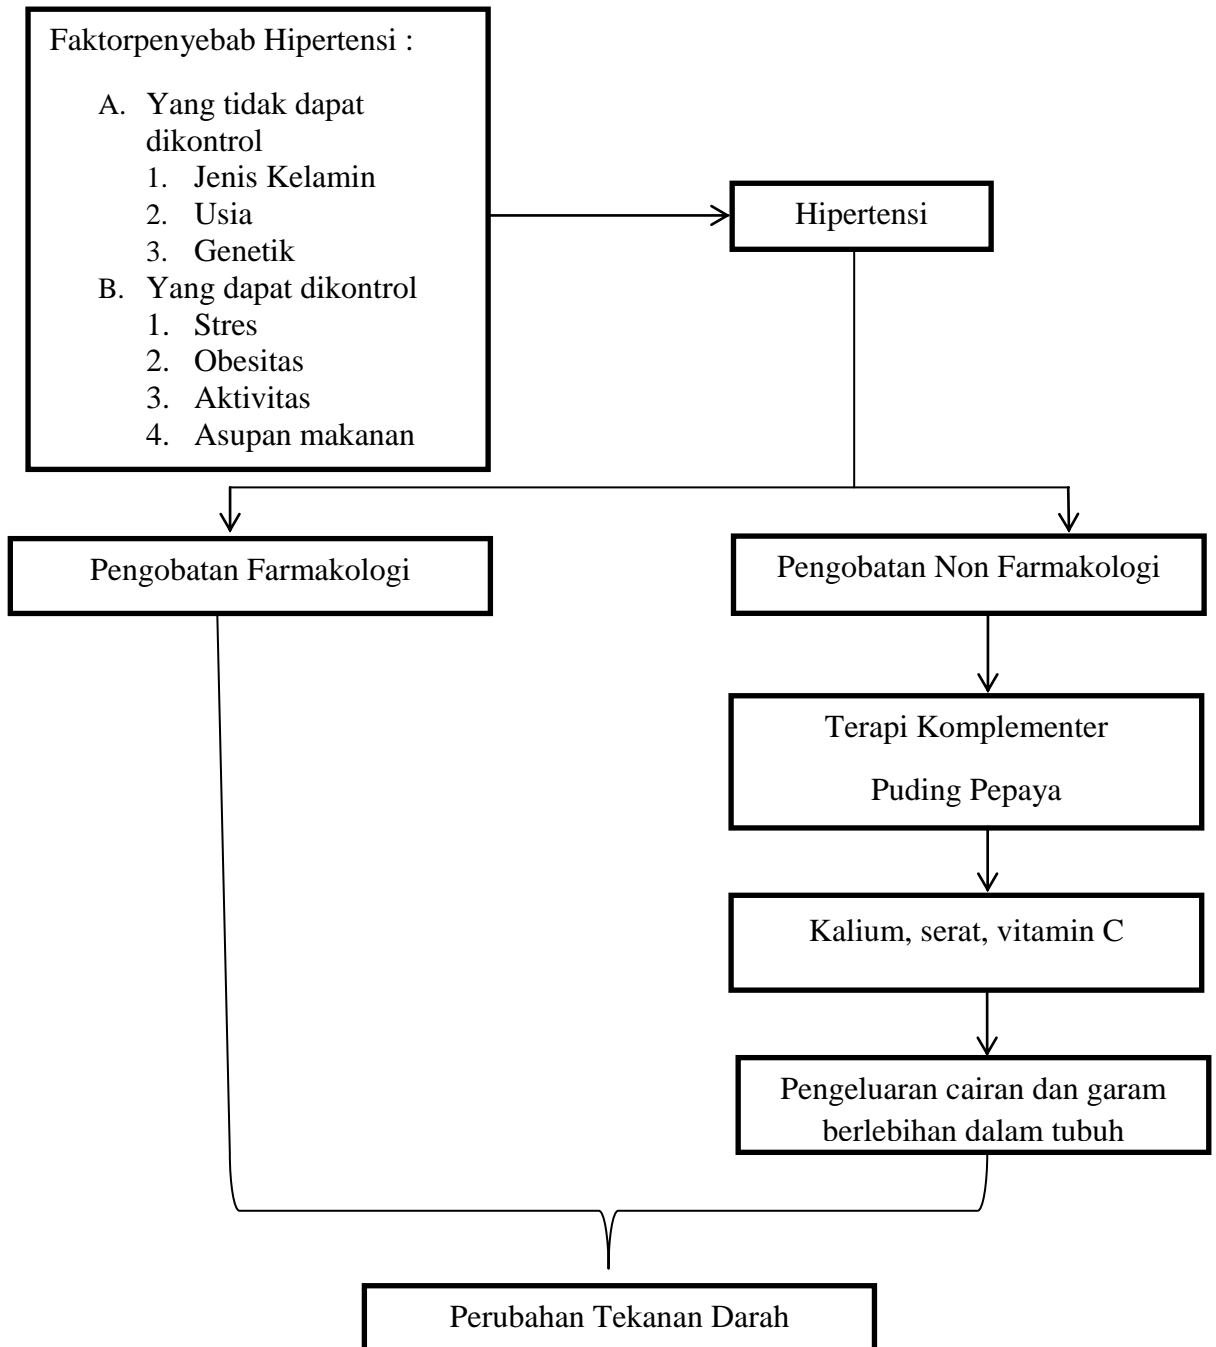 Faktorpenyebab Hipertensi :
A. Yang tidak dapat
dikontrol
1. Jenis Kelamin
2. Usia
3. Genetik
B. Yang dapat dikontrol
1. Stres
2. Obesitas
3. Aktivitas
4. Asupan makanan
Hipertensi
Pengobatan Farmakologi
Pengobatan Non Farmakologi
Terapi Komplementer
Puding Pepaya
Kalium, serat, vitamin C
Pengeluaran cairan dan garam
berlebihan dalam tubuh
Perubahan Tekanan Darah